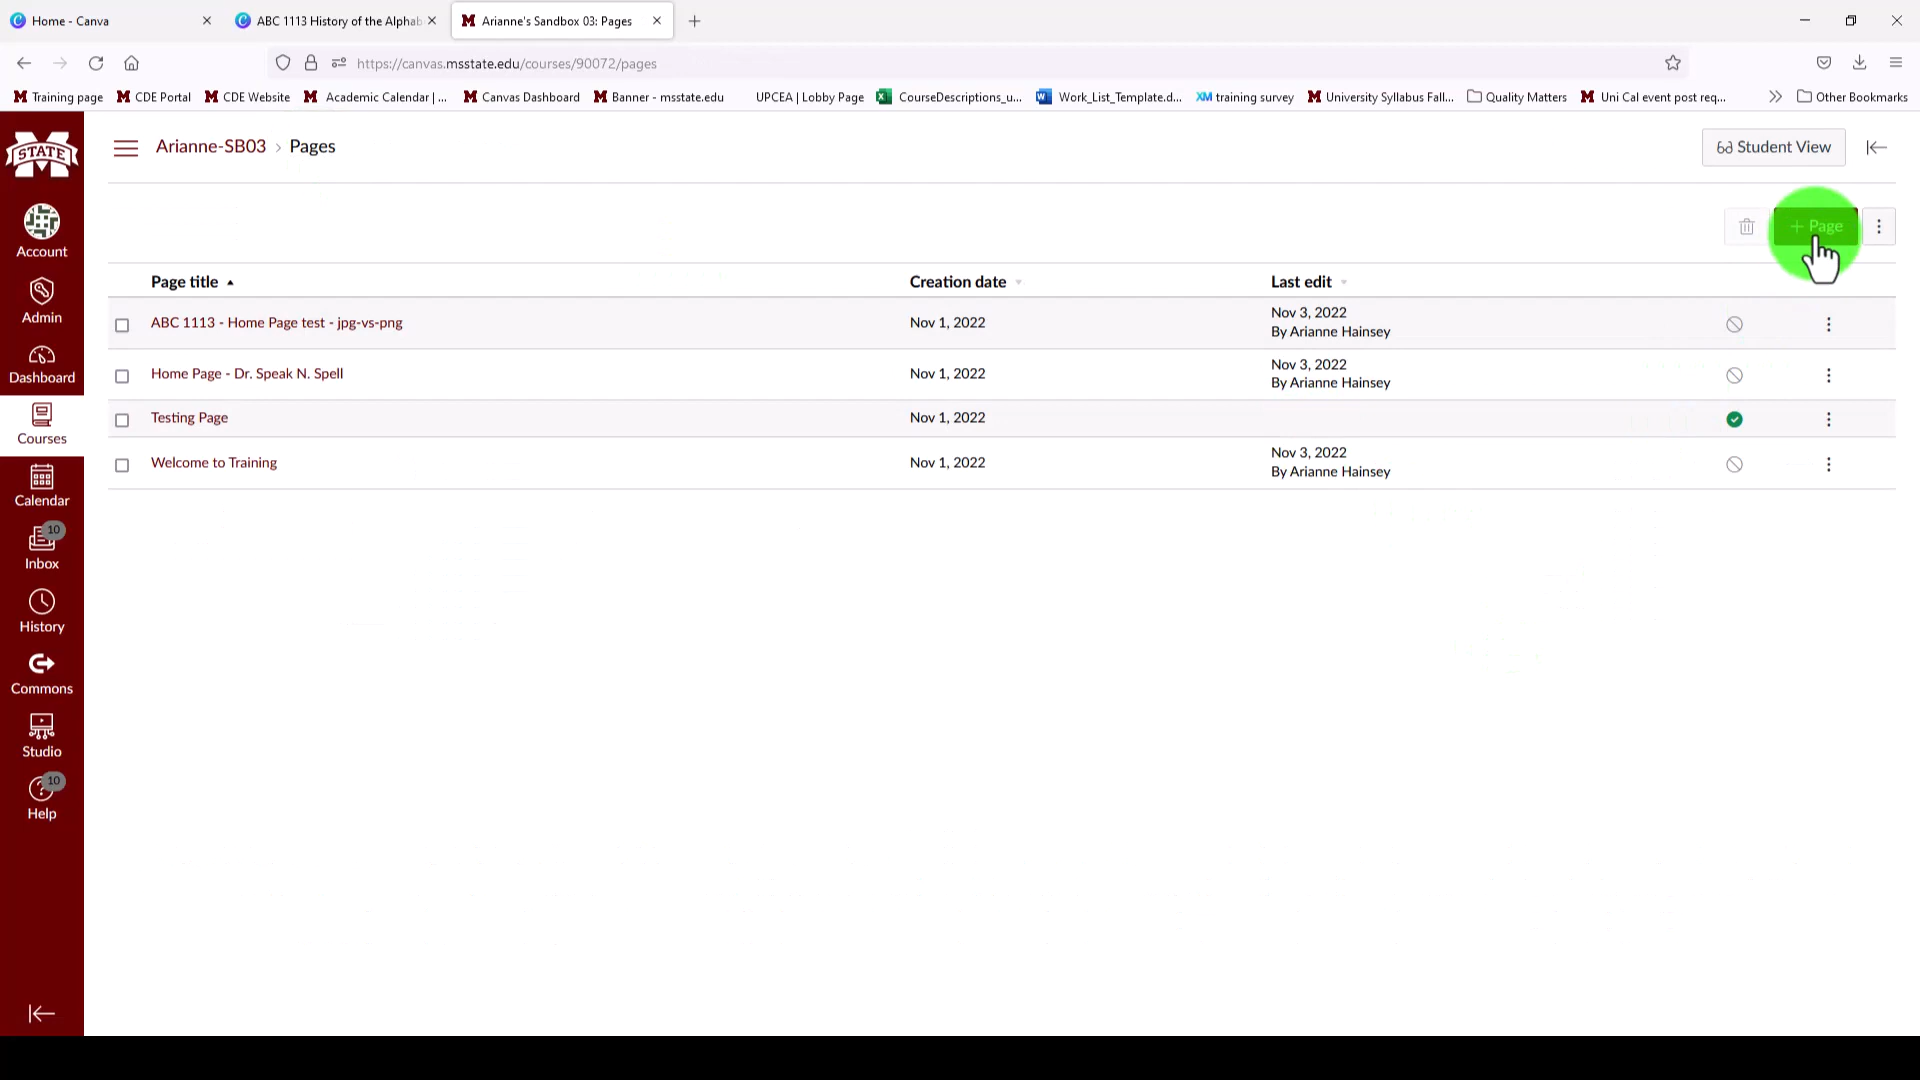 Home - Canva
ABC 1113 History of the Alphab
Arianne's Sandbox 03: Pages
https://canvas.msstate.edu/courses/90072/pages
Training page
CDE Portal
CDE Website
Academic Calendar | ...
Canvas Dashboard
Banner - msstate.edu
UPCEA | Lobby Page
CourseDescriptions_u...
Work_List_Template.d...
XM training survey
University Syllabus Fall...
Quality Matters
Uni Cal event post req...
Other Bookmarks
STATE
Arianne-SB03 › Pages
Student View
+ Page
Account
Admin
Dashboard
Courses
Calendar
10
Inbox
History
Commons
Studio
10
Help
Page title
Creation date
Last edit
ABC 1113 - Home Page test - jpg-vs-png
Nov 1, 2022
Nov 3, 2022
By Arianne Hainsey
Home Page - Dr. Speak N. Spell
Nov 1, 2022
Nov 3, 2022
By Arianne Hainsey
Testing Page
Nov 1, 2022
Welcome to Training
Nov 1, 2022
Nov 3, 2022
By Arianne Hainsey